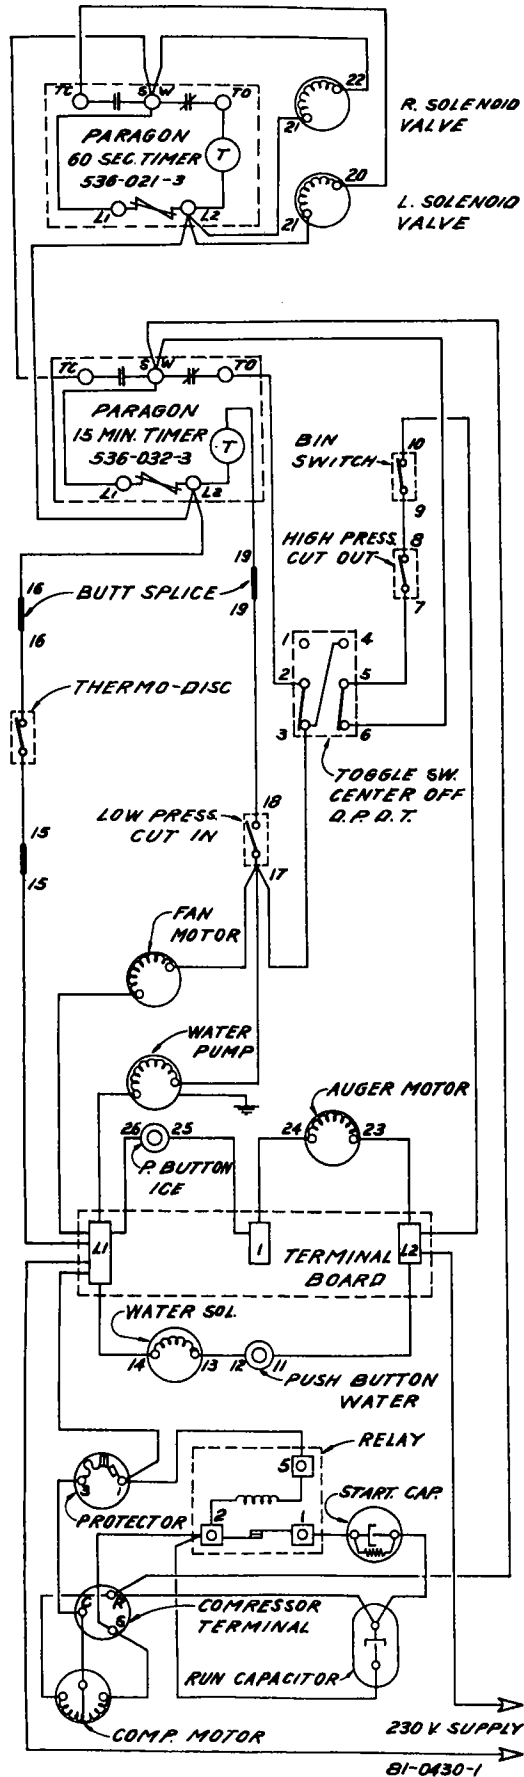 TC
S
W
TO
22
PARAGON
60 SEC. TIMER
536-021-3
T
L1
L2
21
R. SOLENOID
VALVE
20
21
L. SOLENOID
VALVE
TC
S
W
TO
PARAGON
15 MIN. TIMER
536-032-3
T
L1
L2
BIN
SWITCH
10
9
HIGH PRESS.
CUT OUT
8
7
16
BUTT SPLICE
19
19
16
1
4
2
5
3
6
THERMO-DISC
TOGGLE SW.
CENTER OFF
D.P.D.T.
LOW PRESS.
CUT IN
18
17
15
15
FAN
MOTOR
WATER
PUMP
AUGER MOTOR
26
25
24
23
P. BUTTON
ICE
L1
1
L2
TERMINAL
BOARD
WATER SOL.
14
13
12
11
PUSH BUTTON
WATER
RELAY
5
3
1
PROTECTOR
2
1
START. CAP.
C
R
S
COMRESSOR
TERMINAL
RUN CAPACITOR
COMP. MOTOR
230 V. SUPPLY
81-0430-1